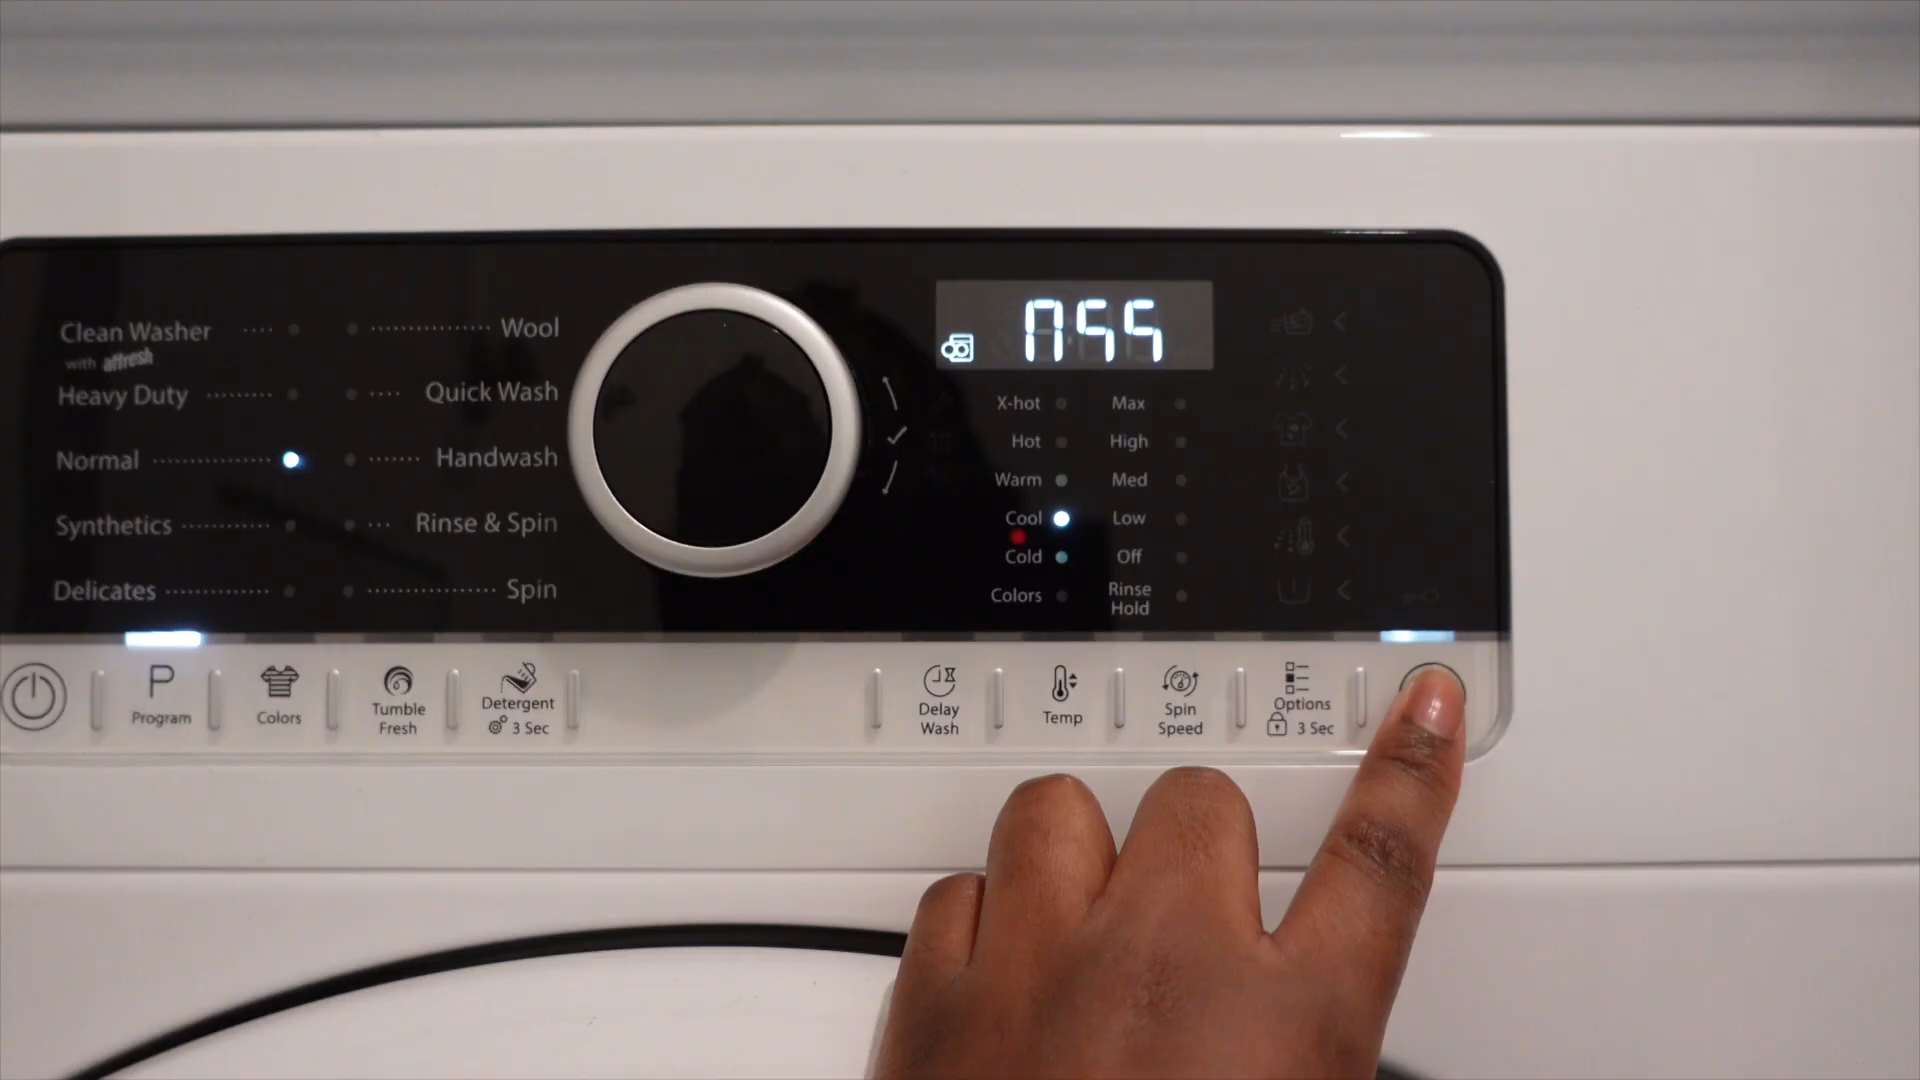 Clean Washer
with affresh
Heavy Duty
Normal
Synthetics
Delicates
Wool
Quick Wash
Handwash
Rinse & Spin
Spin
X-hot
Hot
Warm
Cool
Cold
Colors
Max
High
Med
Low
Off
Rinse
Hold
P
Program
Colors
Tumble
Fresh
Detergent
3 Sec
Delay
Wash
Temp
Spin
Speed
Options
3 Sec